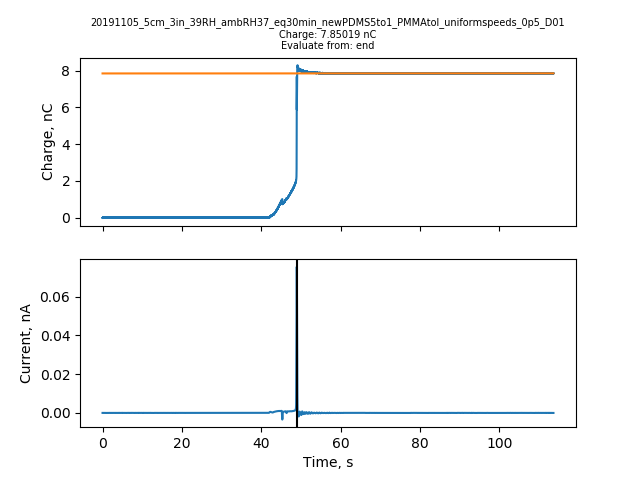 20191105_5cm_3in_39RH_ambRH37_eq30min_newPDMS5to1_PMMAtol_uniformspeeds_0p5_D01
Charge: 7.85019 nC
Evaluate from: end
8
6
4
2
0
Charge, nC
0.06
0.04
0.02
0.00
Current, nA
0 20 40 60 80 100
Time, s